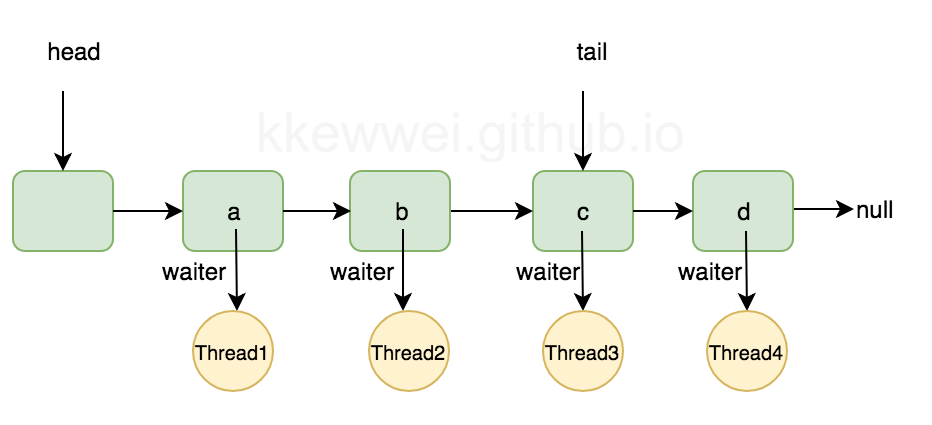 head
tail
kkewwei.github.io
a
b
c
d
null
waiter
waiter
waiter
waiter
Thread1
Thread2
Thread3
Thread4